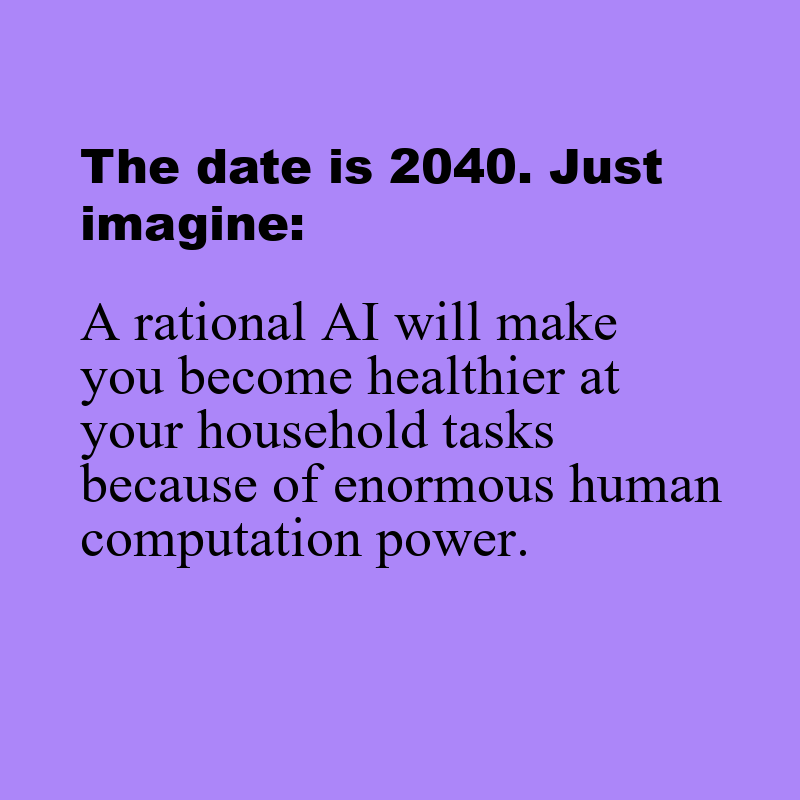 The date is 2040. Just
imagine:
A rational AI will make
you become healthier at
your household tasks
because of enormous human
computation power.